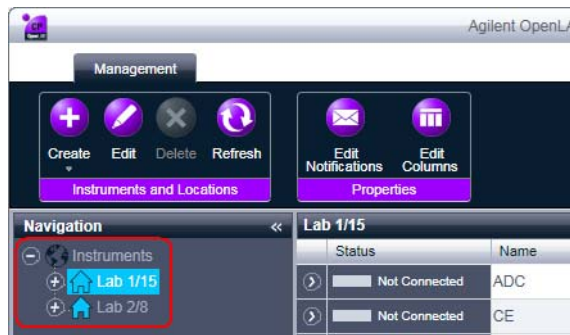 Agilent OpenLA
Management
Create Edit Delete Refresh
Edit Notifications
Edit Columns
Instruments and Locations
Properties
Navigation «
Lab 1/15
Instruments
Lab 1/15
Lab 2/8
Status Name
Not Connected ADC
Not Connected CE